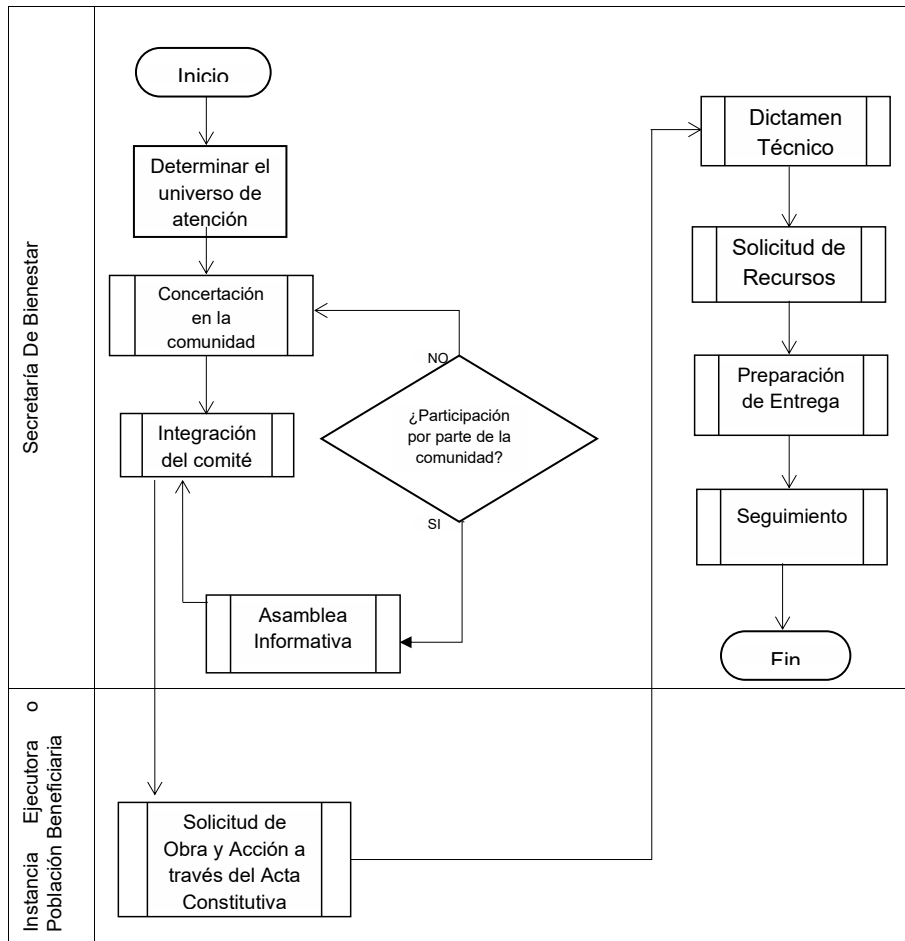 Secretaría De Bienestar
Inicio
Determinar el
universo de
atención
Concertación
en la
comunidad
Integración
del comité
NO
¿Participación
por parte de la
comunidad?
SI
Asamblea
Informativa
Dictamen
Técnico
Solicitud de
Recursos
Preparación
de Entrega
Seguimiento
Fin
Instancia Ejecutora o
Población Beneficiaria
Solicitud de
Obra y Acción a
través del Acta
Constitutiva